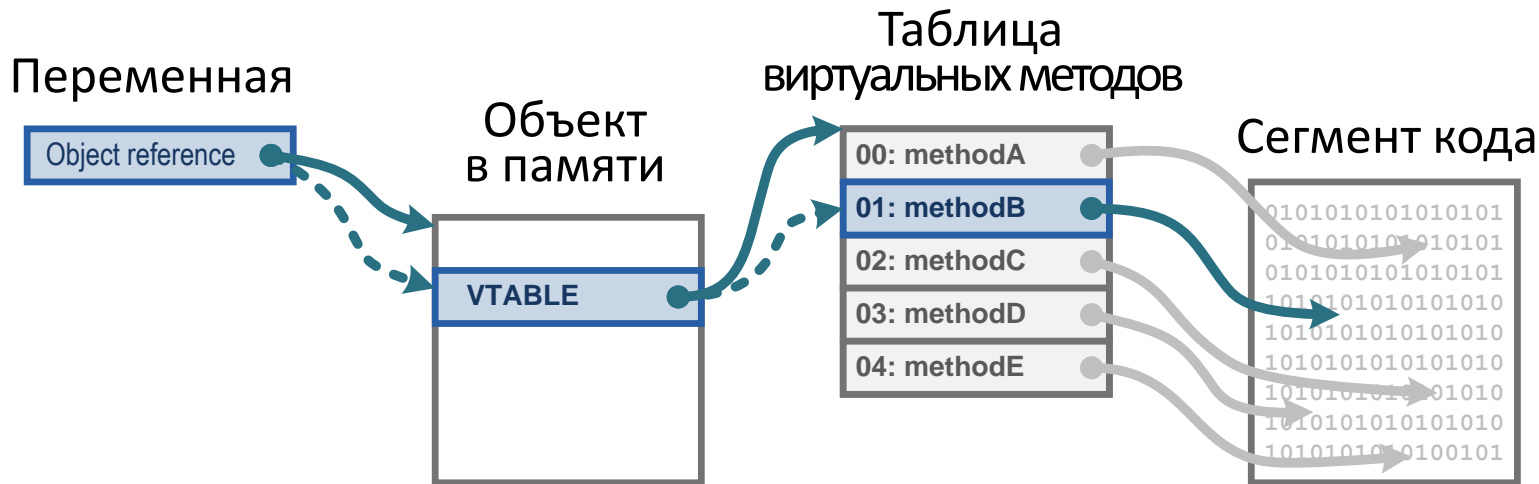 Переменная
Object reference
Объект
в памяти
VTABLE
Таблица
виртуальных методов
00: methodA
01: methodB
02: methodC
03: methodD
04: methodE
Сегмент кода
0101010101010101
0101010101010101
0101010101010101
1010101010101010
1010101010101010
1010101010101010
1010101010101010
1010101010101010
1010101010100101